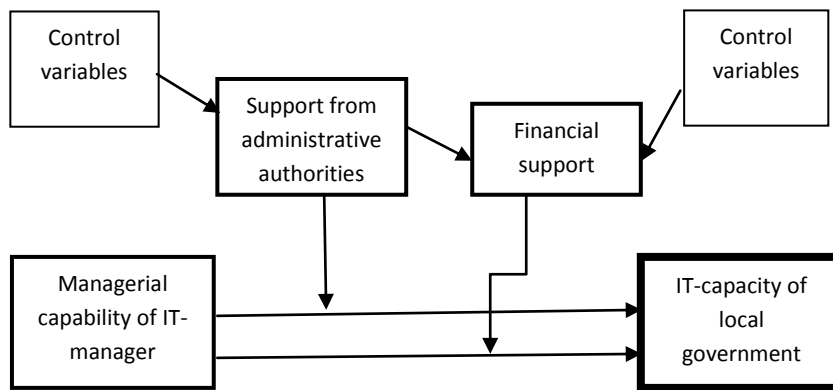 Control
variables
Control
variables
Support from
administrative
authorities
Financial
support
Managerial
capability of IT-
manager
IT-capacity of
local
government